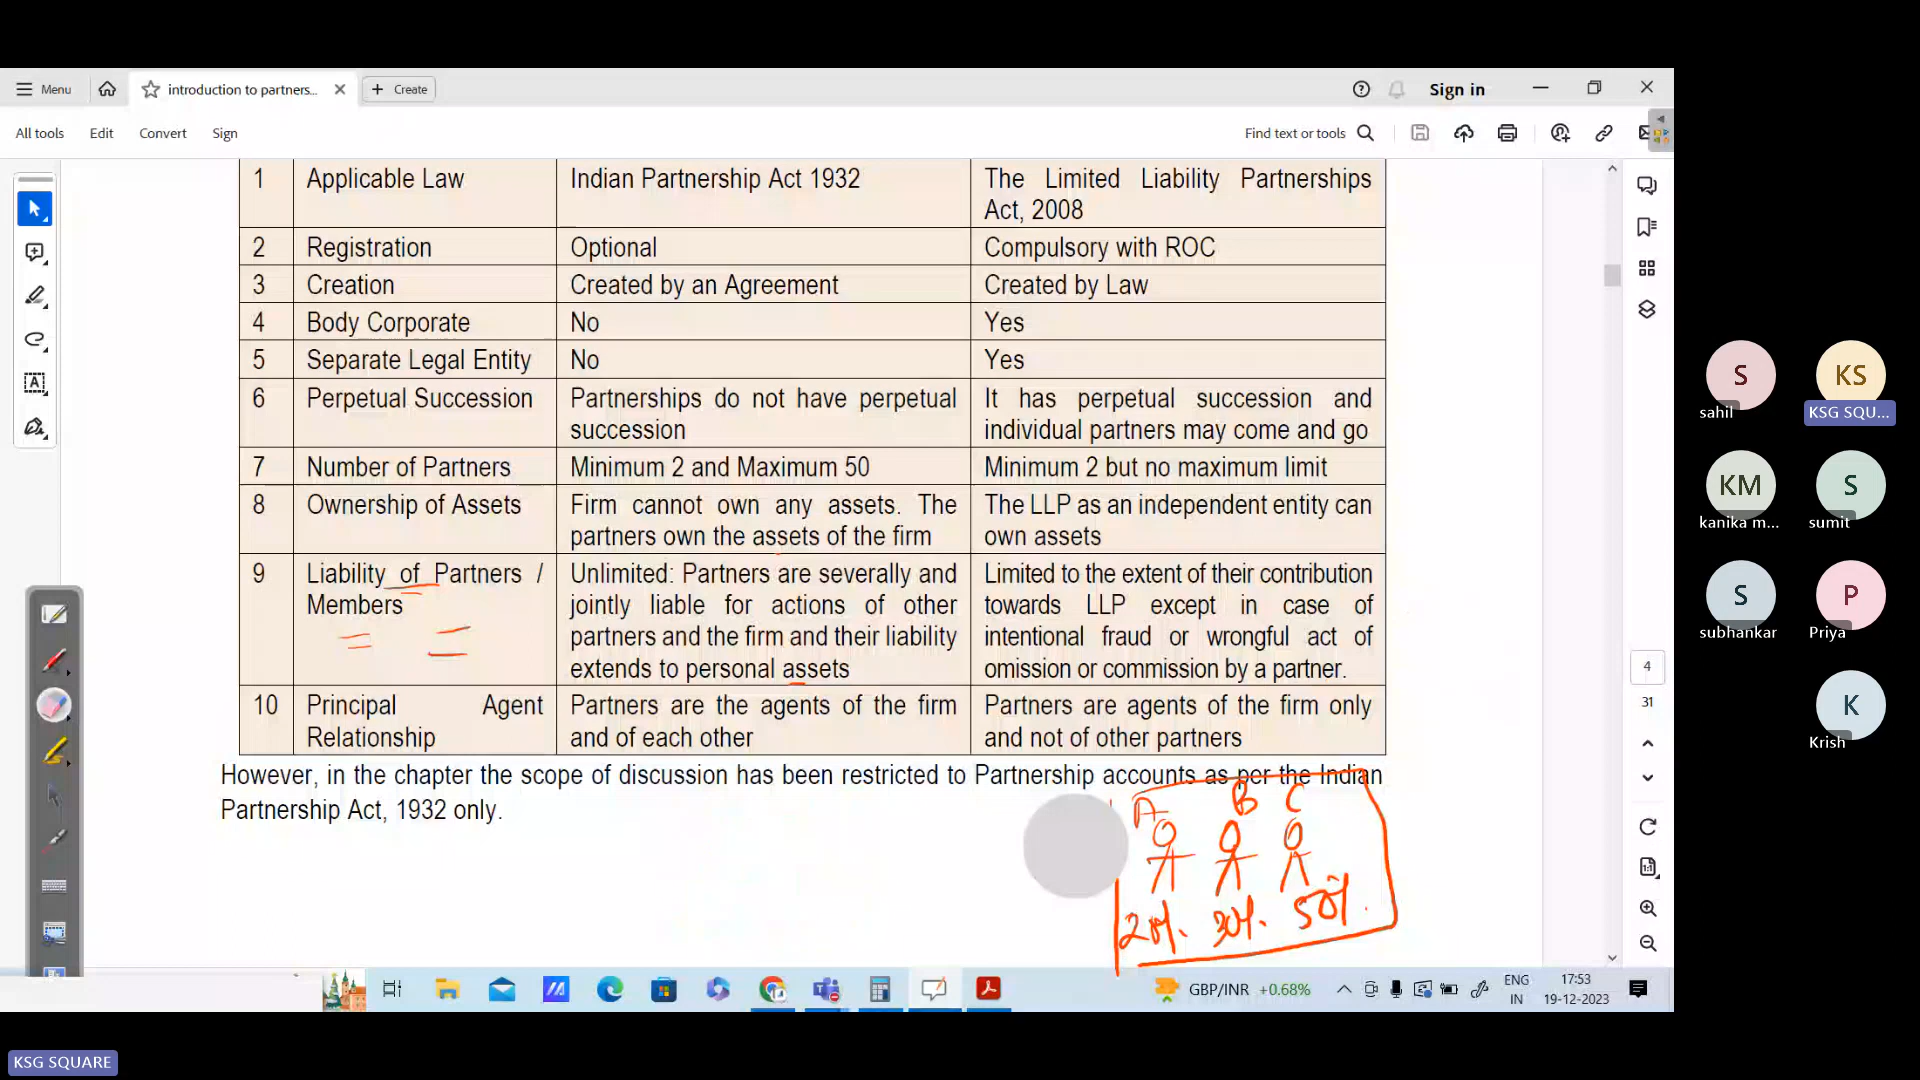 Menu
introduction to partners...
Create
Sign in
All tools
Edit
Convert
Sign
Find text or tools
1 Applicable Law Indian Partnership Act 1932 The Limited Liability Partnerships
Act, 2008
2 Registration Optional Compulsory with ROC
3 Creation Created by an Agreement Created by Law
4 Body Corporate No Yes
5 Separate Legal Entity No Yes
6 Perpetual Succession Partnerships do not have perpetual It has perpetual succession and
succession individual partners may come and go
7 Number of Partners Minimum 2 and Maximum 50 Minimum 2 but no maximum limit
8 Ownership of Assets Firm cannot own any assets. The The LLP as an independent entity can
partners own the assets of the firm own assets
9 Liability of Partners / Unlimited: Partners are severally and Limited to the extent of their contribution
Members jointly liable for actions of other towards LLP except in case of
partners and the firm and their liability intentional fraud or wrongful act of
extends to personal assets omission or commission by a partner.
10 Principal Agent Partners are the agents of the firm Partners are agents of the firm only
Relationship and of each other and not of other partners
However, in the chapter the scope of discussion has been restricted to Partnership accounts as per the Indian
Partnership Act, 1932 only.
A B C
20%. 30%. 50%.
4
31
S
sahil
KS
KSG SQU...
KM
kanika m...
S
sumit
S
subhankar
P
Priya
K
Krish
GBP/INR +0.68%
ENG
IN
17:53
19-12-2023
KSG SQUARE